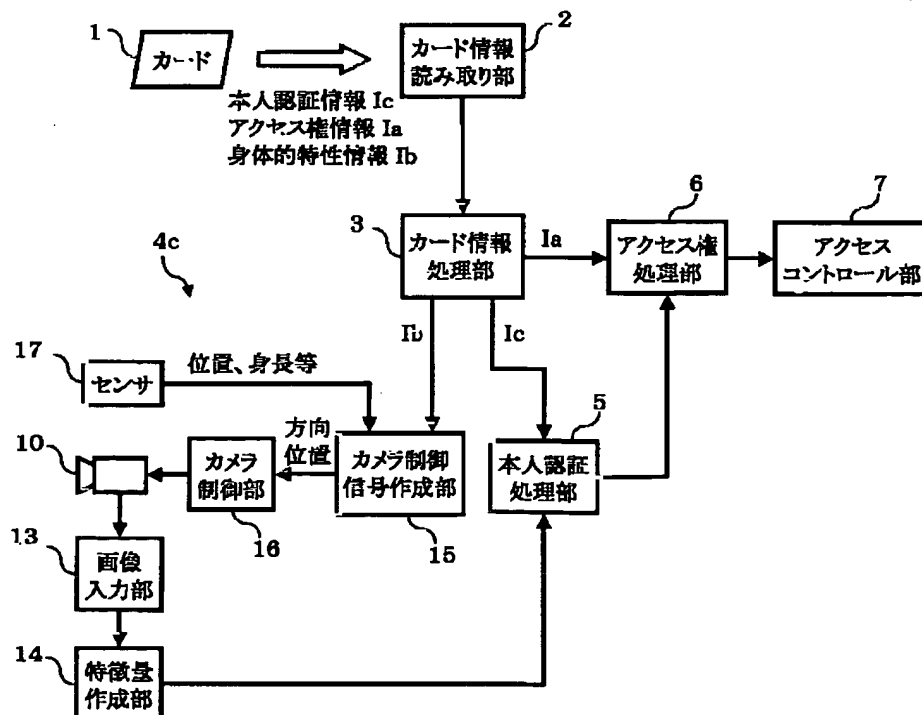 1
カード
2
カード情報
読み取り部
本人認証情報 Ic
アクセス権情報 Ia
身体的特性情報 Ib
3
カード情報
処理部
Ia
6
アクセス権
処理部
7
アクセス
コントロール部
4c
Ib
Ic
17
センサ
位置、身長等
5
本人認証
処理部
10
カメラ
制御部
16
方向
位置
カメラ制御
信号作成部
15
13
画像
入力部
14
特徴量
作成部